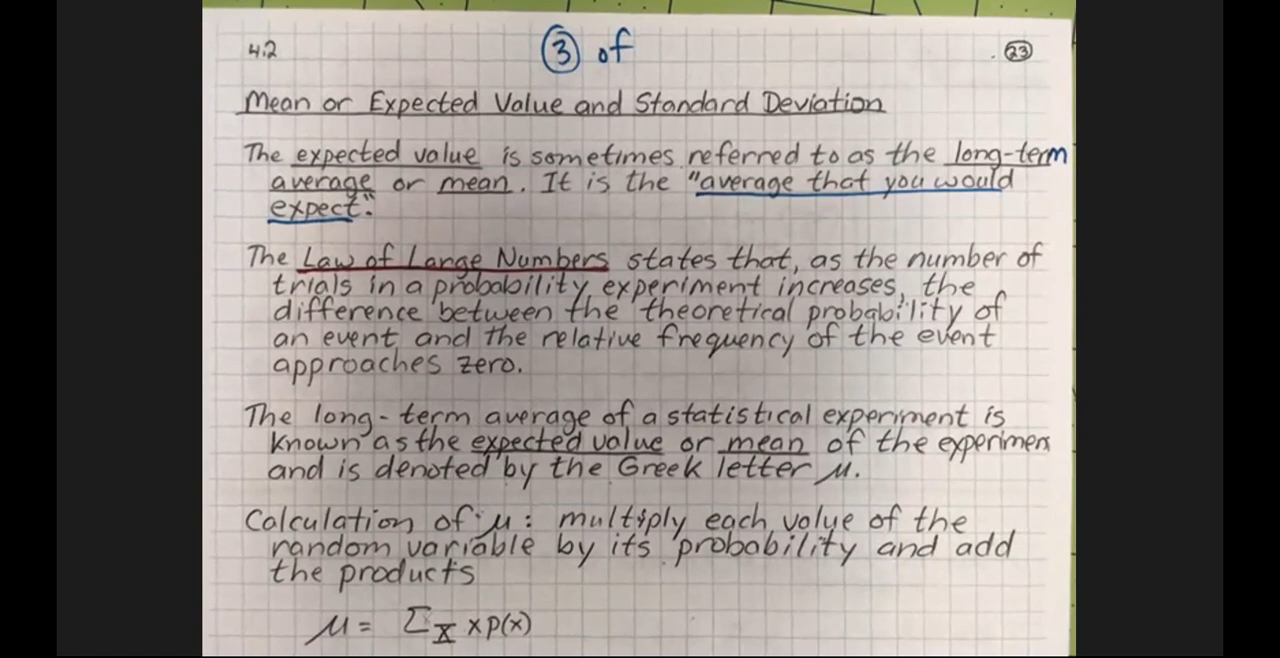 4.2
③ of
23
Mean or Expected Value and Standard Deviation
The expected value is sometimes referred to as the long-term
average or mean. It is the "average that you would
expect".
The Law of Large Numbers states that, as the number of
trials in a probability experiment increases, the
difference between the theoretical probability of
an event and the relative frequency of the event
approaches zero.
The long-term average of a statistical experiment is
known as the expected value or mean of the experimen
and is denoted by the Greek letter μ.
Calculation of μ: multiply each value of the
random variable by its probability and add
the products
μ = Σ_X x P(x)